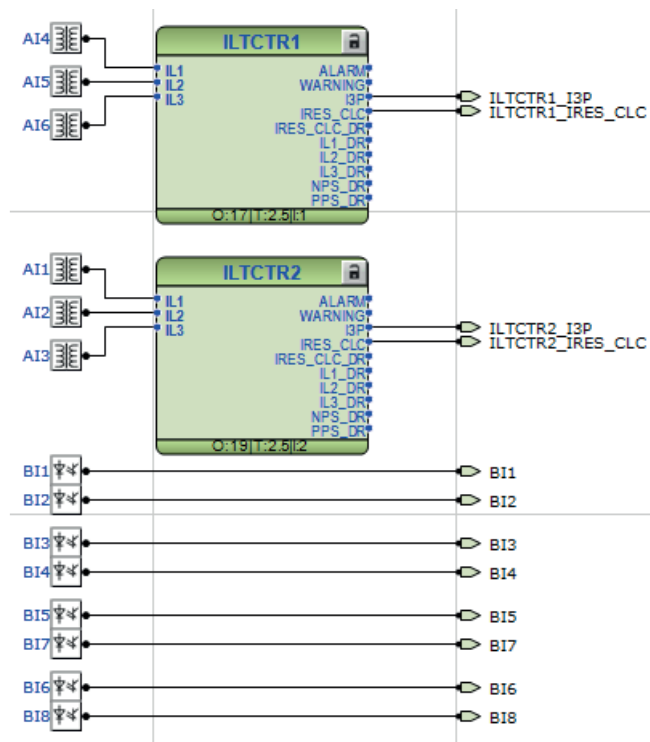 ILTCTR1
AI4
AI5
AI6
IL1
IL2
IL3
ALARM
WARNING
I3P
IRES_CLC
IRES_CLC_DR
IL1_DR
IL2_DR
IL3_DR
NPS_DR
PPS_DR
ILTCTR1_I3P
ILTCTR1_IRES_CLC
O:17|T:2.5|I:1
ILTCTR2
AI1
AI2
AI3
IL1
IL2
IL3
ALARM
WARNING
I3P
IRES_CLC
IRES_CLC_DR
IL1_DR
IL2_DR
IL3_DR
NPS_DR
PPS_DR
ILTCTR2_I3P
ILTCTR2_IRES_CLC
O:19|T:2.5|I:2
BI1 BI1
BI2 BI2
BI3 BI3
BI4 BI4
BI5 BI5
BI7 BI7
BI6 BI6
BI8 BI8